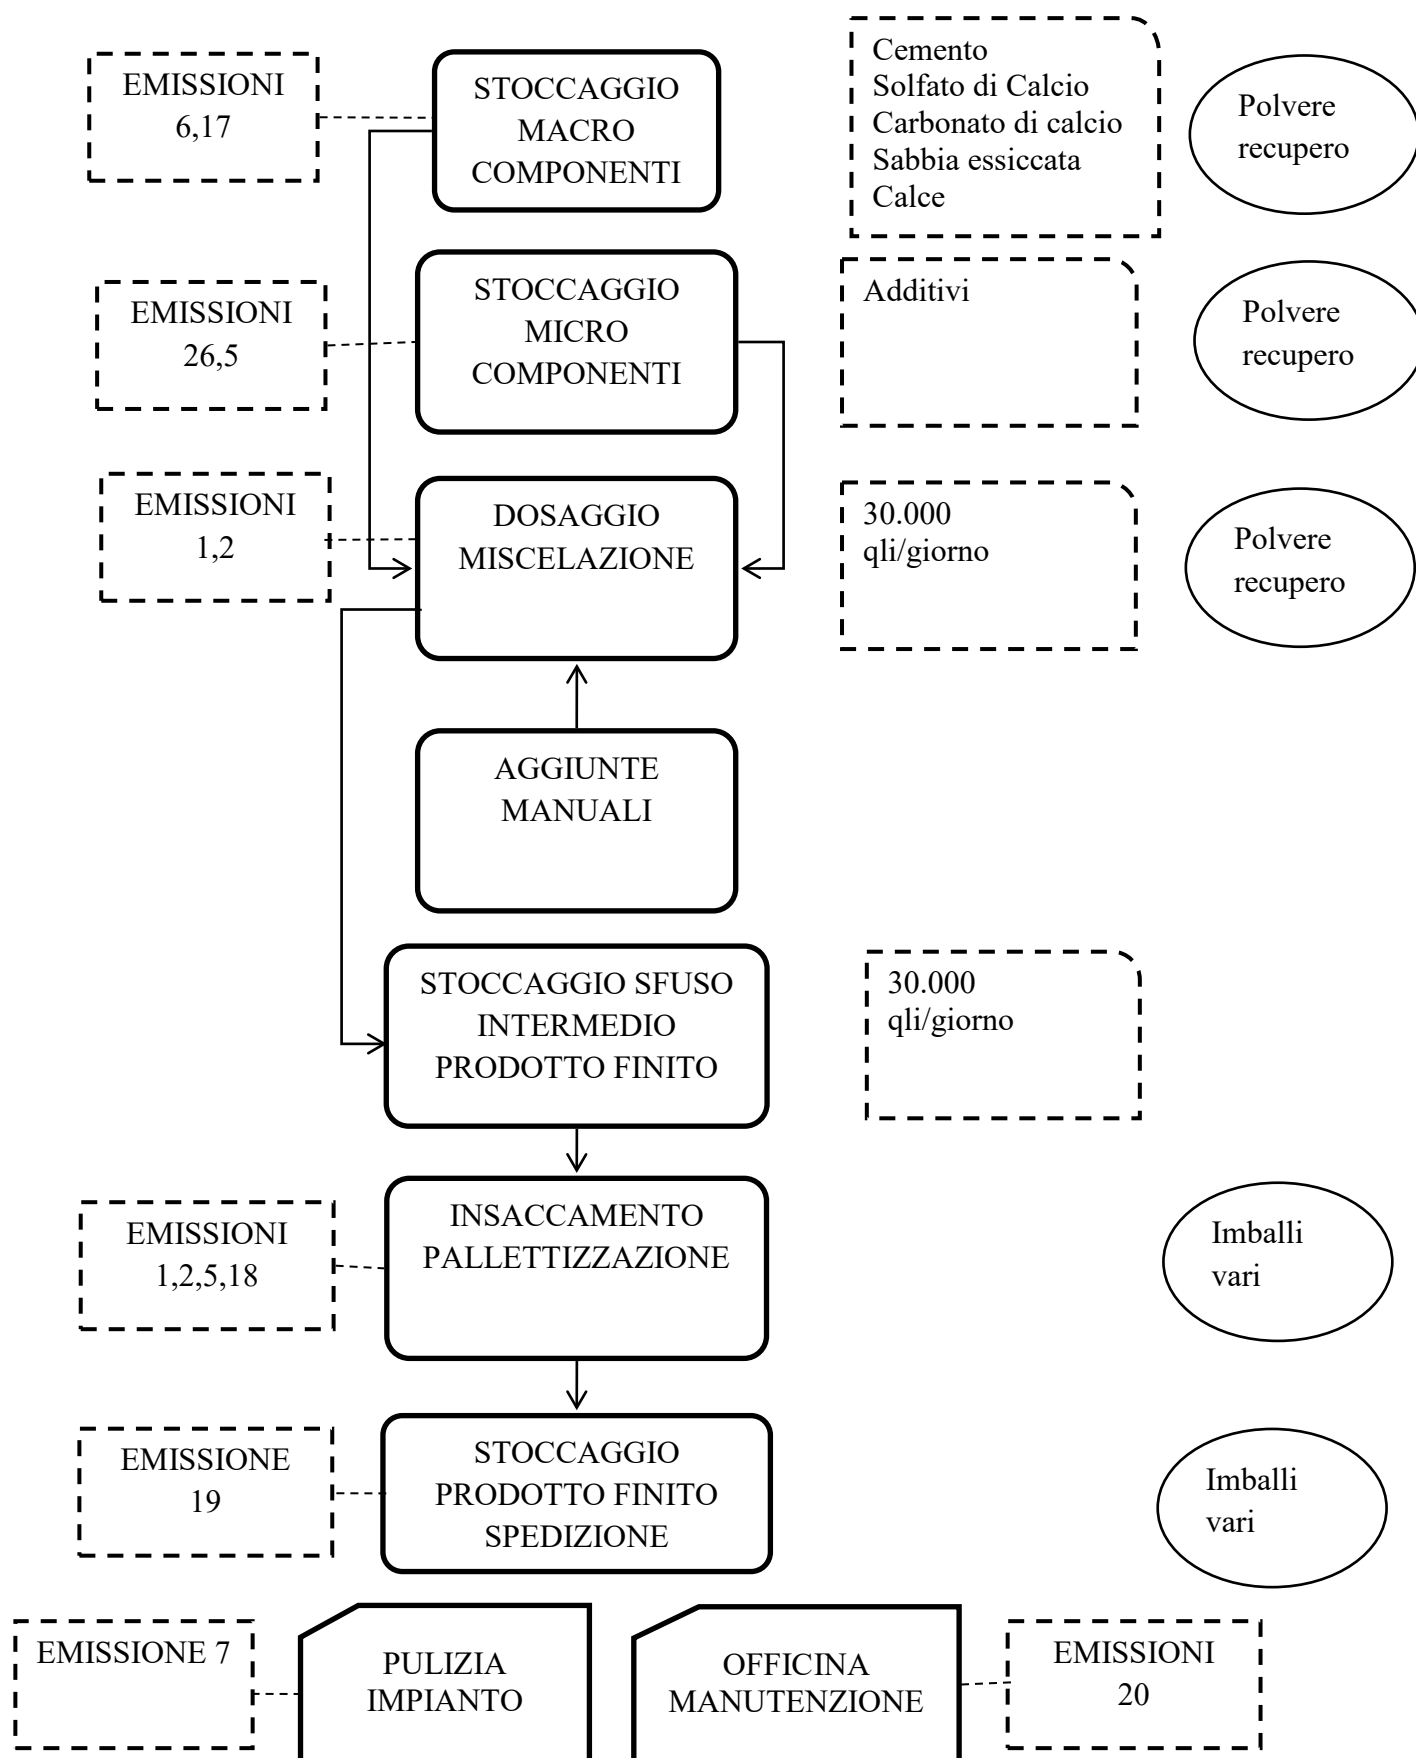 EMISSIONI
6,17
STOCCAGGIO
MACRO
COMPONENTI
Cemento
Solfato di Calcio
Carbonato di calcio
Sabbia essiccata
Calce
Polvere
recupero
EMISSIONI
26,5
STOCCAGGIO
MICRO
COMPONENTI
Additivi
Polvere
recupero
EMISSIONI
1,2
DOSAGGIO
MISCELAZIONE
30.000
qli/giorno
Polvere
recupero
AGGIUNTE
MANUALI
STOCCAGGIO SFUSO
INTERMEDIO
PRODOTTO FINITO
30.000
qli/giorno
EMISSIONI
1,2,5,18
INSACCAMENTO
PALLETTIZZAZIONE
Imballi
vari
EMISSIONE
19
STOCCAGGIO
PRODOTTO FINITO
SPEDIZIONE
Imballi
vari
EMISSIONE 7
PULIZIA
IMPIANTO
OFFICINA
MANUTENZIONE
EMISSIONI
20